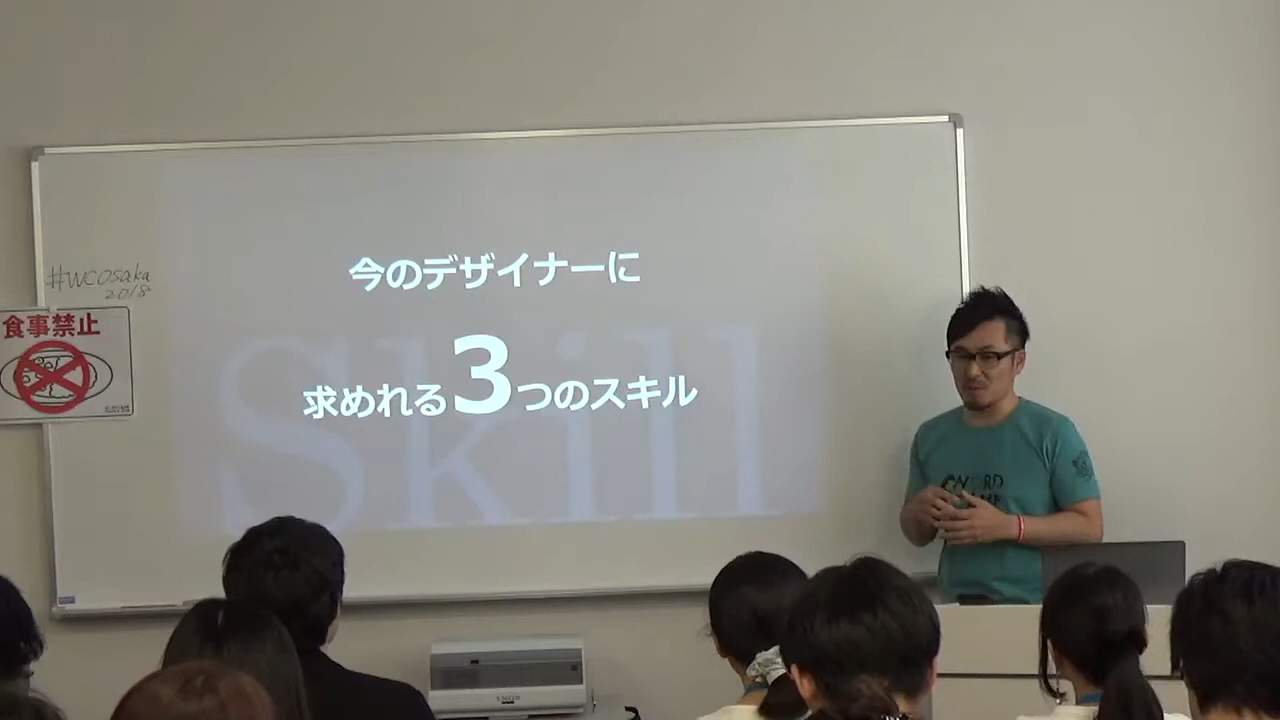 今のデザイナーに
求めれる3つのスキル
Skill
#wcosaka
2018
食事禁止